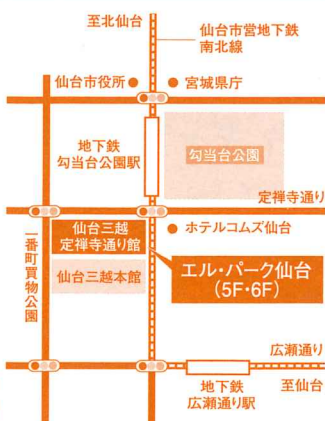 至北仙台
仙台市営地下鉄
南北線
仙台市役所
宮城県庁
地下鉄
勾当台公園駅
勾当台公園
定禅寺通り
仙台三越
定禅寺通り館
ホテルコムズ仙台
一番町買物公園
仙台三越本館
エル・パーク仙台
(5F・6F)
広瀬通り
地下鉄
広瀬通り駅
至仙台